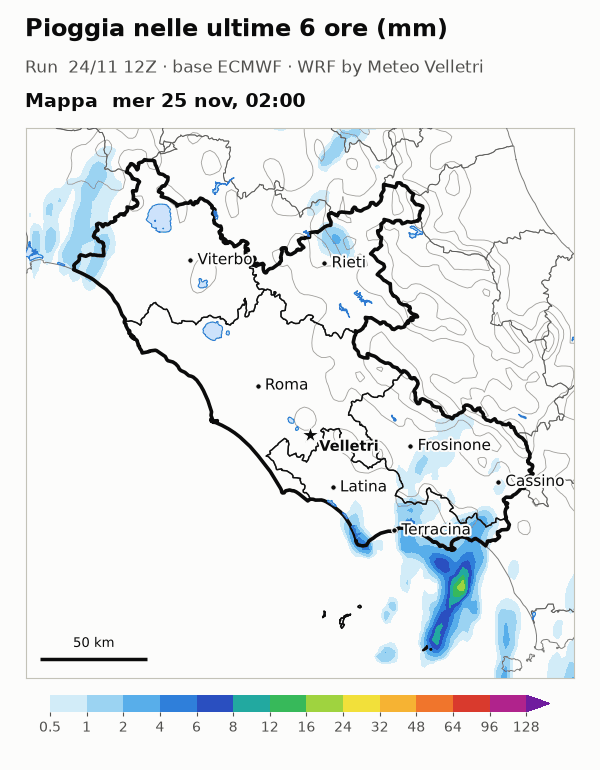 Pioggia nelle ultime 6 ore (mm)
Run 24/11 12Z · base ECMWF · WRF by Meteo Velletri
Mappa mer 25 nov, 02:00
Viterbo
Rieti
Roma
Velletri
Frosinone
Latina
Cassino
Terracina
50 km
0.5 1 2 4 6 8 12 16 24 32 48 64 96 128